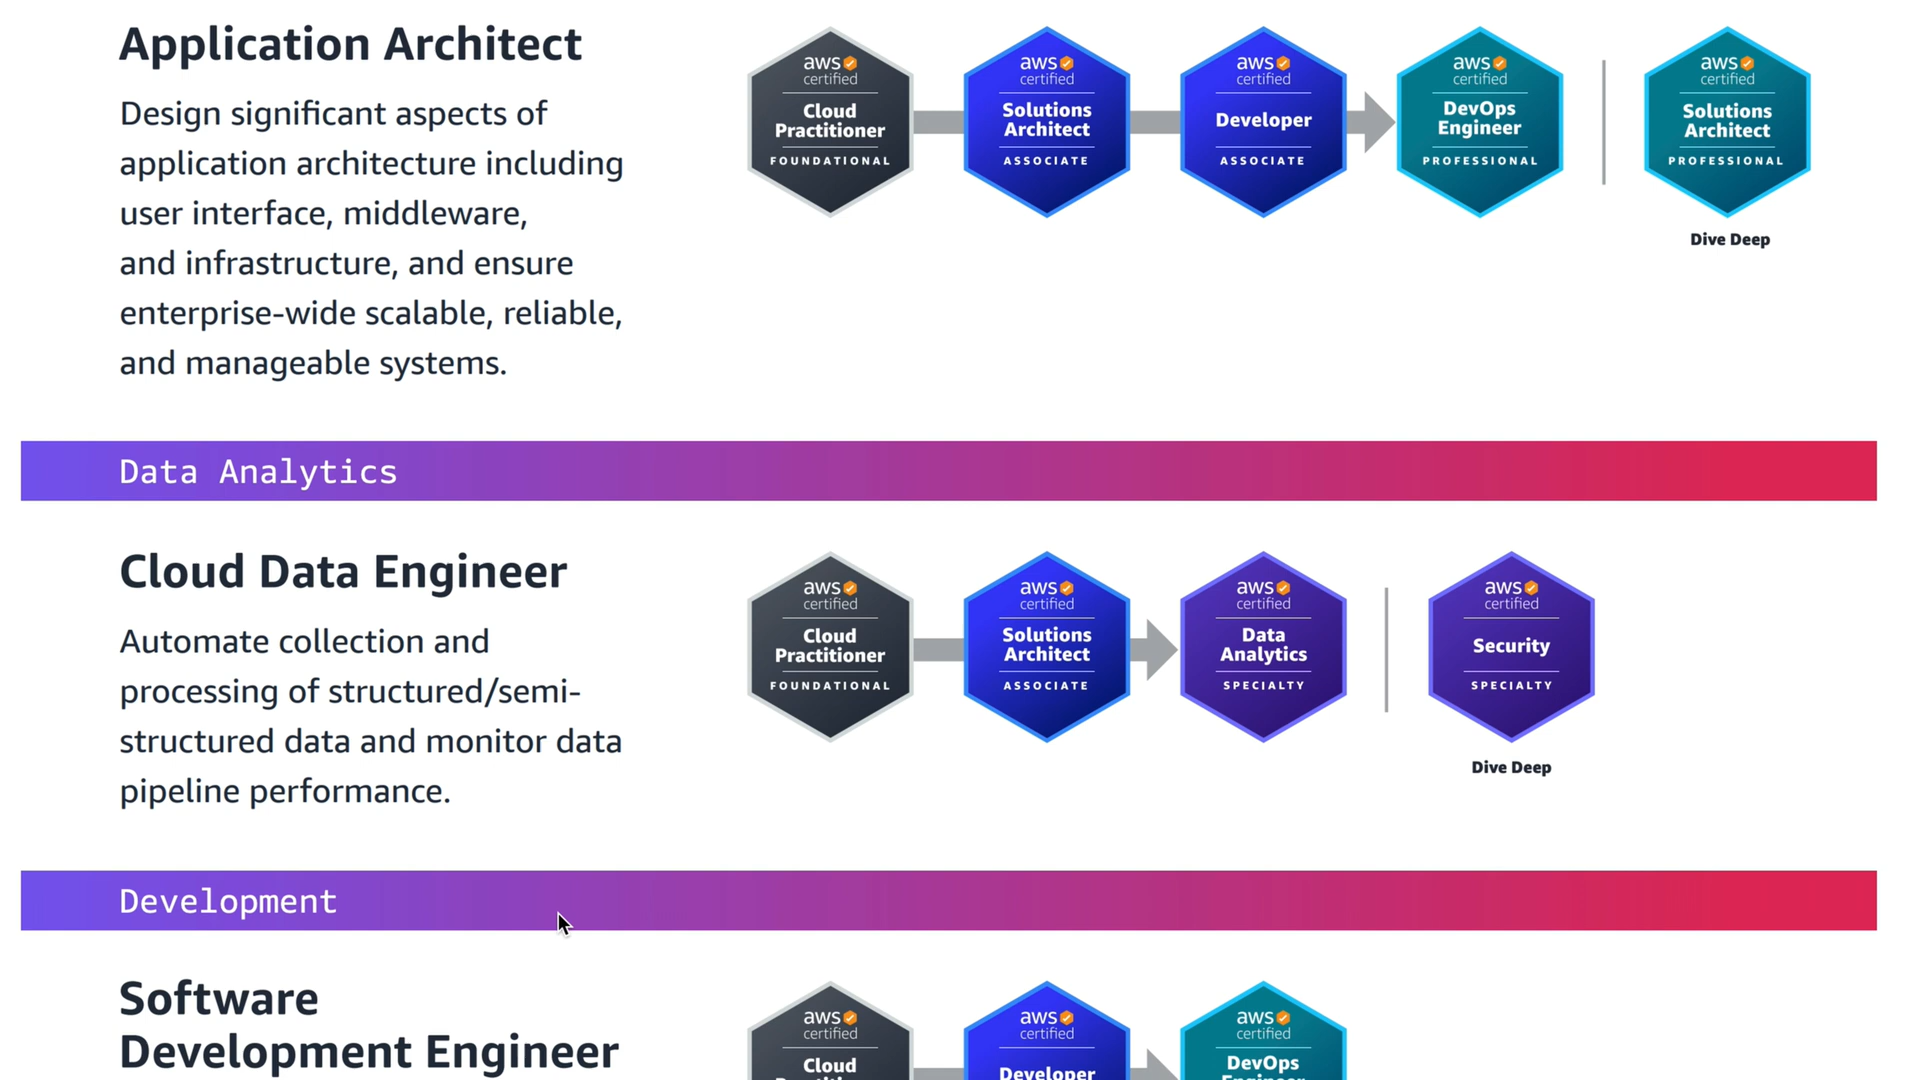 Application Architect
Design significant aspects of
application architecture including
user interface, middleware,
and infrastructure, and ensure
enterprise-wide scalable, reliable,
and manageable systems.
aws
certified
Cloud
Practitioner
FOUNDATIONAL
aws
certified
Solutions
Architect
ASSOCIATE
aws
certified
Developer
ASSOCIATE
aws
certified
DevOps
Engineer
PROFESSIONAL
aws
certified
Solutions
Architect
PROFESSIONAL
Dive Deep
Data Analytics
Cloud Data Engineer
Automate collection and
processing of structured/semi-
structured data and monitor data
pipeline performance.
aws
certified
Cloud
Practitioner
FOUNDATIONAL
aws
certified
Solutions
Architect
ASSOCIATE
aws
certified
Data
Analytics
SPECIALTY
aws
certified
Security
SPECIALTY
Dive Deep
Development
Software
Development Engineer
aws
certified
Cloud
aws
certified
Developer
aws
certified
DevOps